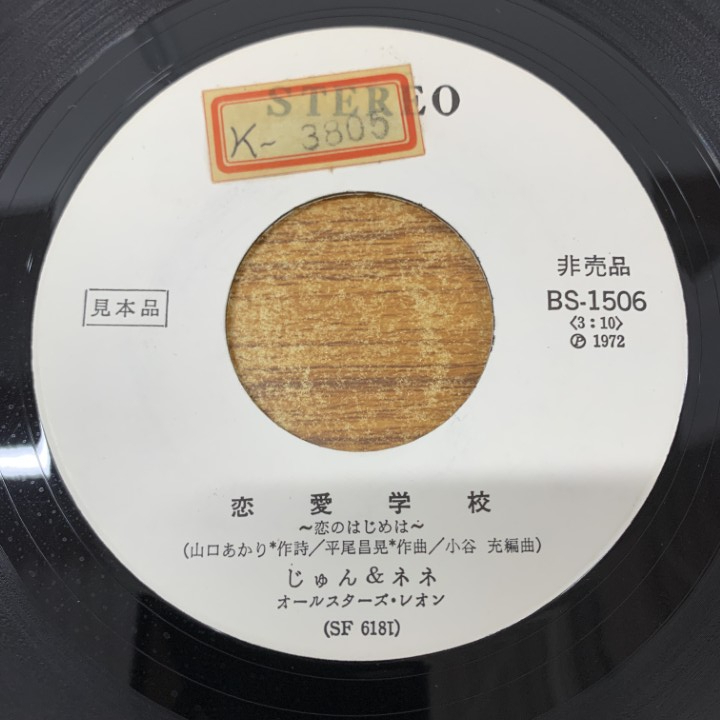 STEREO
K- 3805
見本品
非売品
BS-1506
〈3:10〉
Ⓟ 1972
恋愛学校
~恋のはじめは~
(山口あかり*作詩/平尾昌晃*作曲/小谷 充編曲)
じゅん&ネネ
オールスターズ・レオン
(SF 6181)